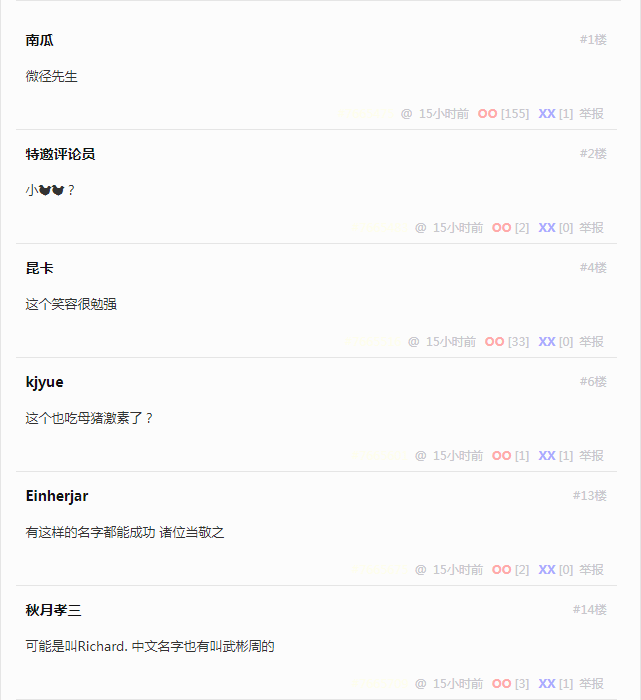 南瓜 #1楼
微径先生
@ 15小时前 OO [155] XX [1] 举报
特邀评论员 #2楼
小🐓🐓？
@ 15小时前 OO [2] XX [0] 举报
昆卡 #4楼
这个笑容很勉强
@ 15小时前 OO [33] XX [0] 举报
kjyue #6楼
这个也吃母猪激素了？
@ 15小时前 OO [1] XX [1] 举报
Einherjar #13楼
有这样的名字都能成功 诸位当敬之
@ 15小时前 OO [2] XX [0] 举报
秋月孝三 #14楼
可能是叫Richard. 中文名字也有叫武彬周的
@ 15小时前 OO [3] XX [1] 举报